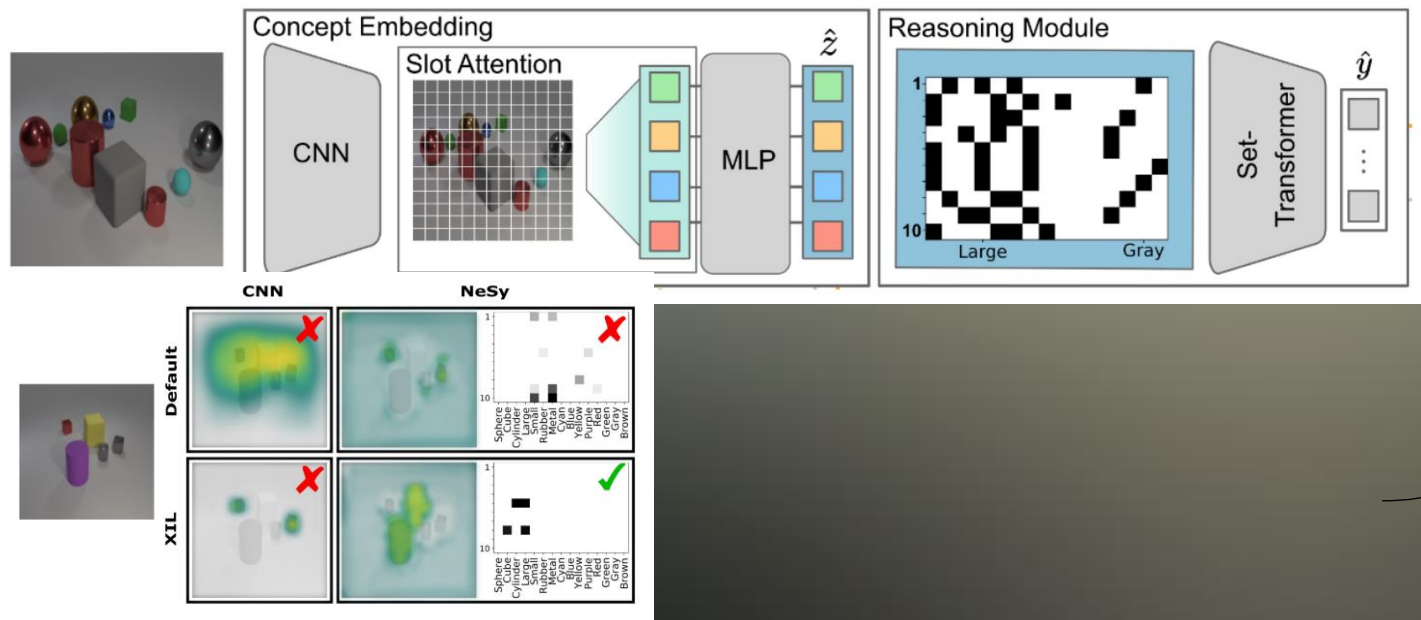 Concept Embedding
CNN
Slot Attention
MLP
ẑ
Reasoning Module
1
10
Large
Gray
Set-
Transformer
ŷ
...
CNN
NeSy
Default
XIL
1
10
Sphere
Cube
Cylinder
Large
Small
Rubber
Metal
Cyan
Blue
Yellow
Purple
Red
Green
Gray
Brown
1
10
Sphere
Cube
Cylinder
Large
Small
Rubber
Metal
Cyan
Blue
Yellow
Purple
Red
Green
Gray
Brown